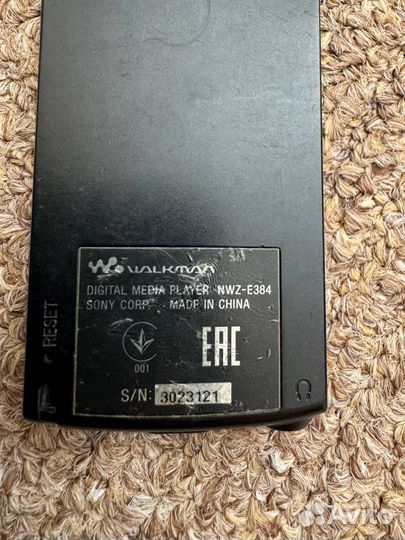 WALKMAN
DIGITAL MEDIA PLAYER NWZ-E384
SONY CORP. MADE IN CHINA
RESET
001
EAC
S/N: 3023121
Avito